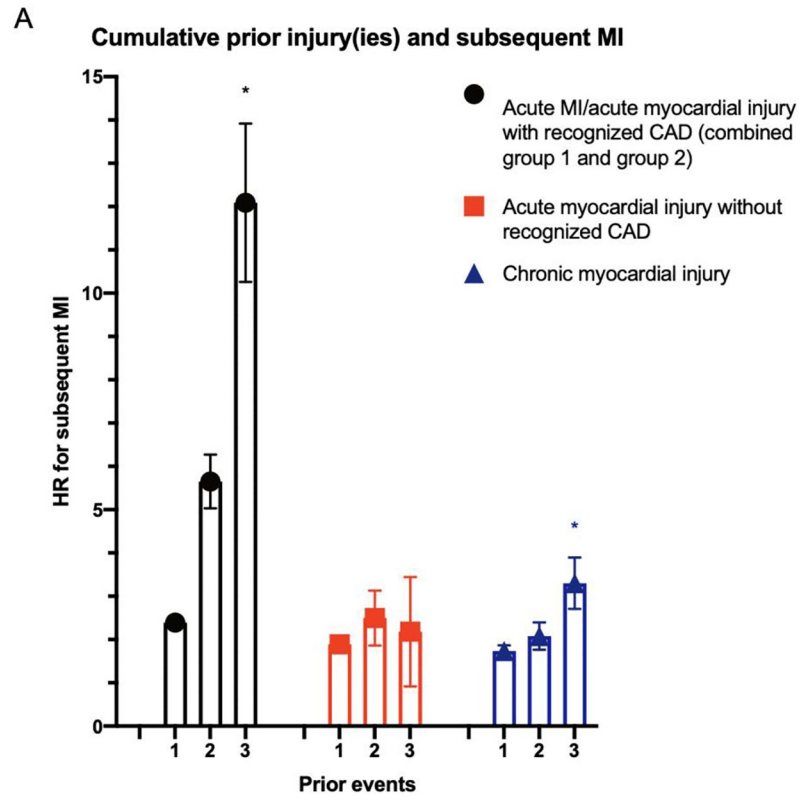 A
Cumulative prior injury(ies) and subsequent MI
15
10
5
0
HR for subsequent MI
*
*
Acute MI/acute myocardial injury
with recognized CAD (combined
group 1 and group 2)
Acute myocardial injury without
recognized CAD
Chronic myocardial injury
1 2 3 1 2 3 1 2 3
Prior events